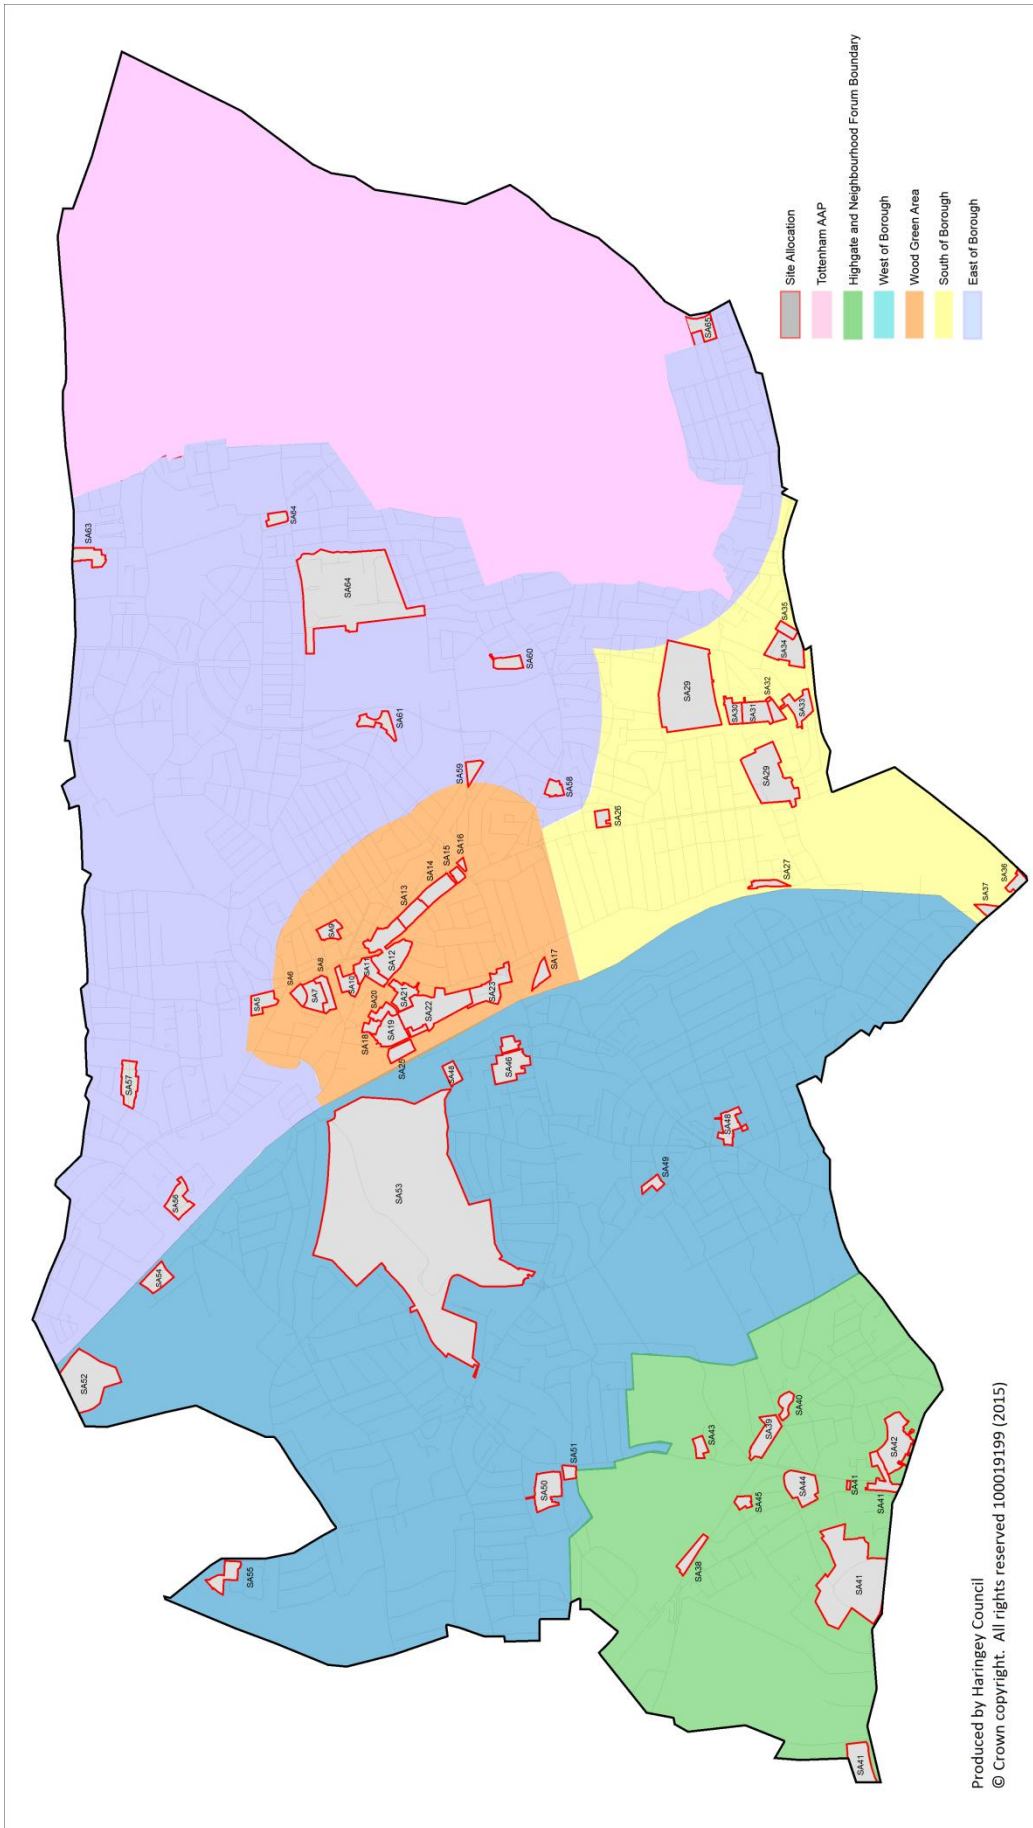 SA63
SA64
SA64
SA65
SA60
SA61
SA59
SA58
SA5
SA6
SA7
SA8
SA9
SA10
SA11
SA12
SA13
SA14
SA15
SA16
SA17
SA18
SA19
SA20
SA21
SA22
SA23
SA25
SA26
SA27
SA29
SA29
SA30
SA31
SA32
SA33
SA34
SA35
SA36
SA37
SA57
SA56
SA54
SA52
SA53
SA48
SA46
SA48
SA49
SA50
SA51
SA55
SA43
SA39
SA40
SA45
SA44
SA42
SA41
SA41
SA38
SA41
SA41
Site Allocation
Tottenham AAP
Highgate and Neighbourhood Forum Boundary
West of Borough
Wood Green Area
South of Borough
East of Borough
Produced by Haringey Council
© Crown copyright. All rights reserved 100019199 (2015)